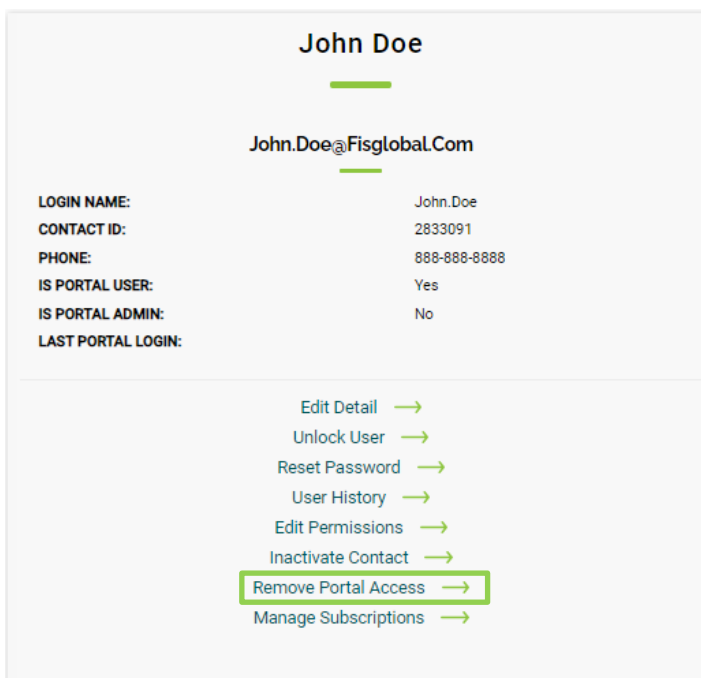 John Doe
John.Doe@Fisglobal.Com
LOGIN NAME: John.Doe
CONTACT ID: 2833091
PHONE: 888-888-8888
IS PORTAL USER: Yes
IS PORTAL ADMIN: No
LAST PORTAL LOGIN:
Edit Detail
Unlock User
Reset Password
User History
Edit Permissions
Inactivate Contact
Remove Portal Access
Manage Subscriptions